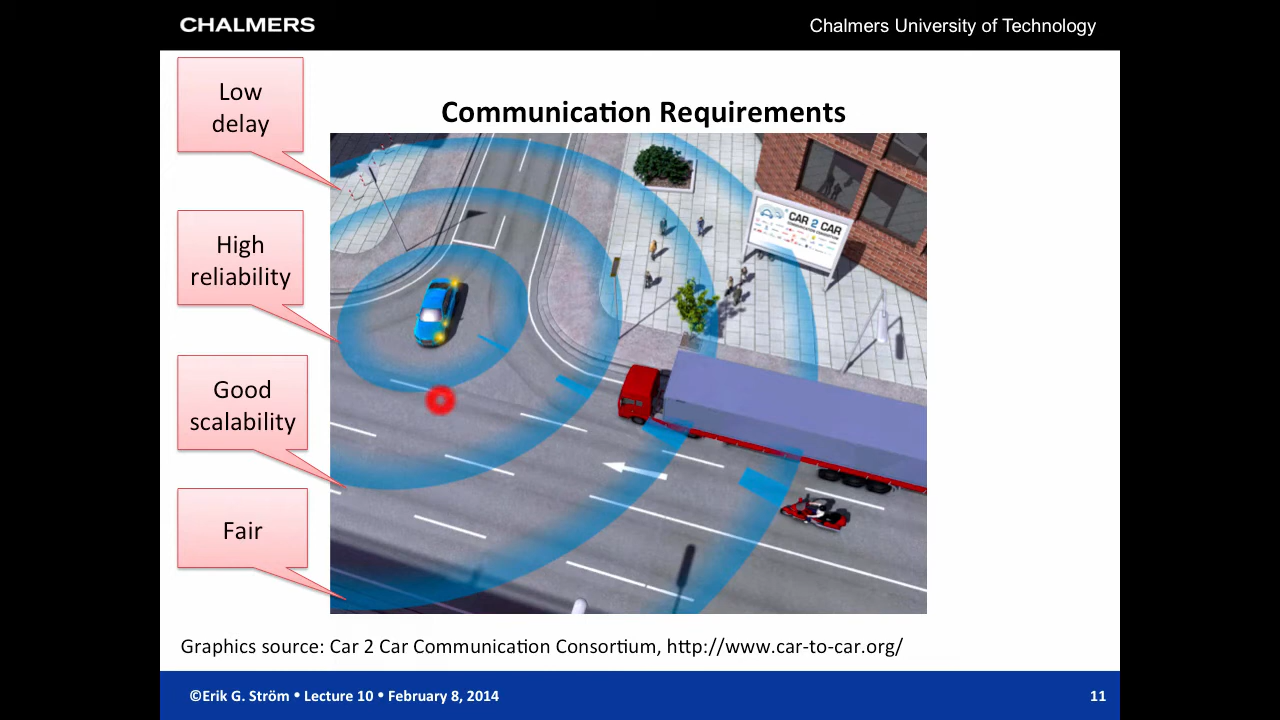 CHALMERS
Chalmers University of Technology
Low
delay
Communication Requirements
High
reliability
CAR 2 CAR
Good
scalability
Fair
Graphics source: Car 2 Car Communication Consortium, http://www.car-to-car.org/
©Erik G. Ström • Lecture 10 • February 8, 2014
11